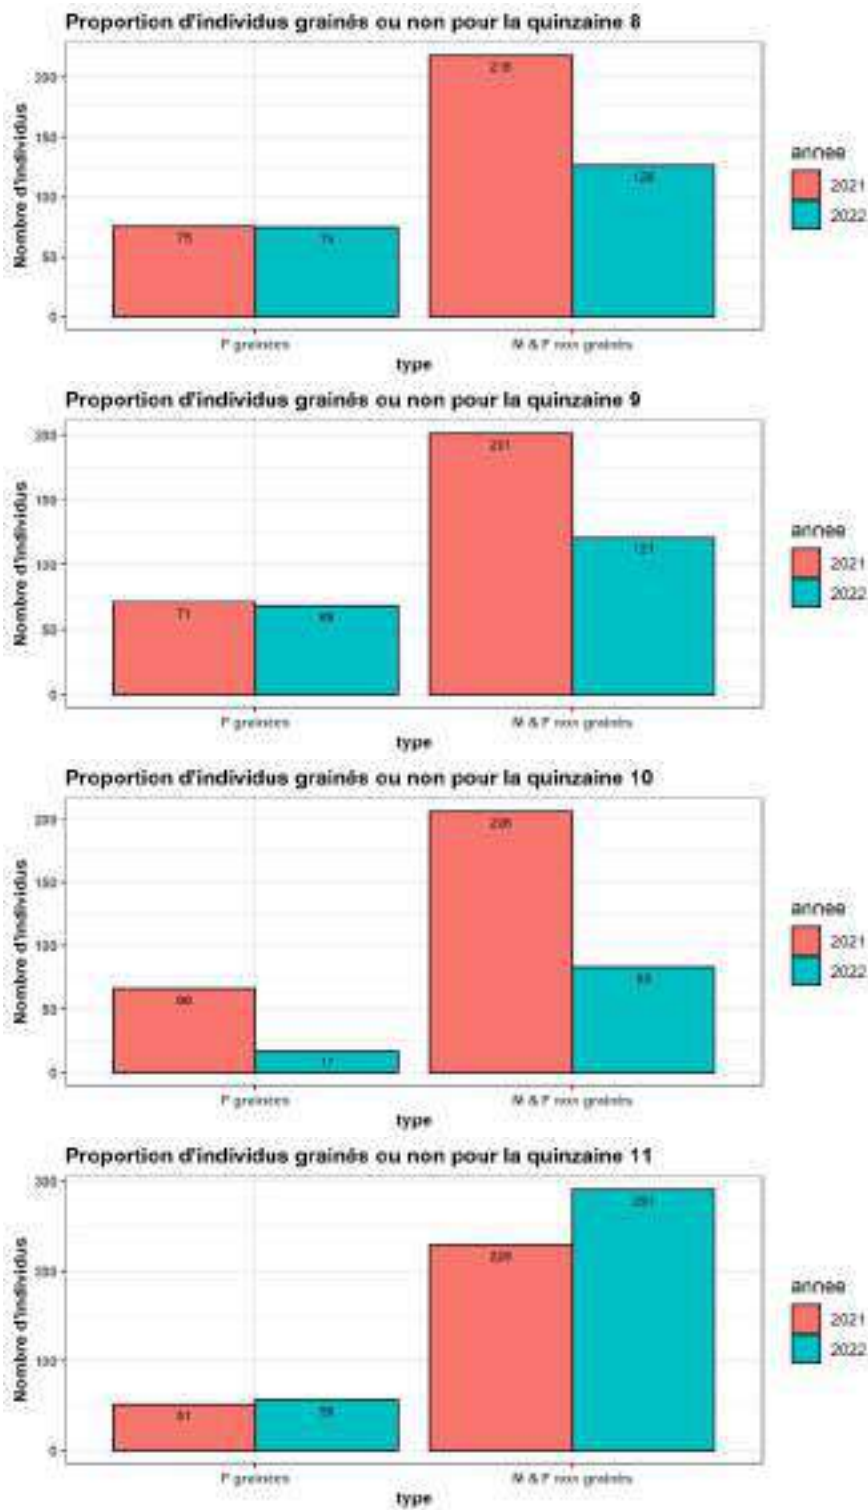 Proportion d'individus grainés ou non pour la quinzaine 8
Nombre d'individus
200
150
100
50
0
218
F grainées
M & F non grainés
type
annee
2021
2022
Proportion d'individus grainés ou non pour la quinzaine 9
Nombre d'individus
200
150
100
50
0
71
201
121
F grainées
M & F non grainés
type
annee
2021
2022
Proportion d'individus grainés ou non pour la quinzaine 10
Nombre d'individus
200
150
100
50
0
66
17
206
83
F grainées
M & F non grainés
type
annee
2021
2022
Proportion d'individus grainés ou non pour la quinzaine 11
Nombre d'individus
300
200
100
0
F grainées
M & F non grainés
type
annee
2021
2022